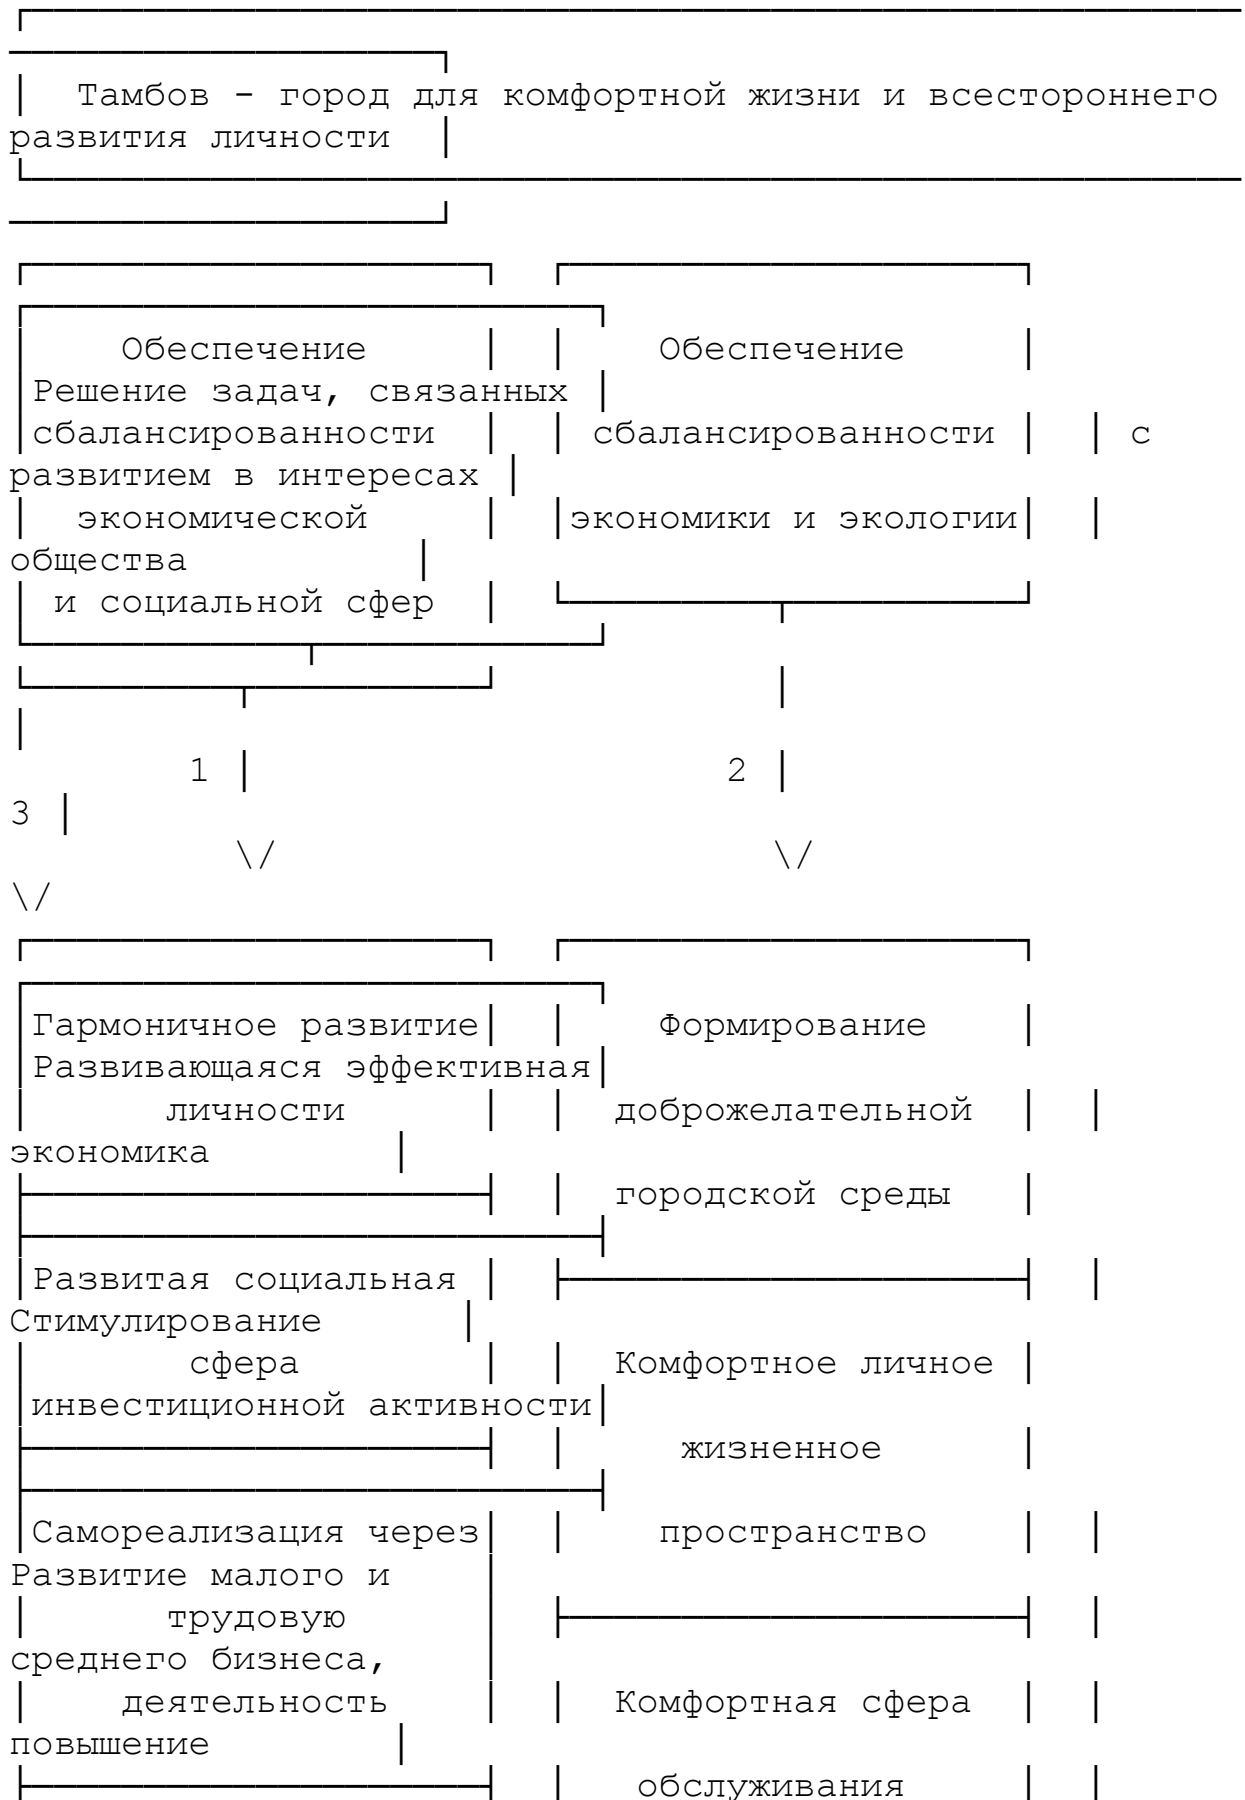 Тамбов - город для комфортной жизни и всестороннего
развития личности
Обеспечение Обеспечение
Решение задач, связанных
сбалансированности сбалансированности с
развитием в интересах
экономической экономики и экологии
общества
и социальной сфер
1 2
3
\/ \/
\/
Гармоничное развитие Формирование
Развивающаяся эффективная
личности доброжелательной
экономика
городской среды
Развитая социальная
Стимулирование
сфера Комфортное личное
инвестиционной активности
жизненное
Самореализация через пространство
Развитие малого и
трудовую
среднего бизнеса,
деятельность Комфортная сфера
повышение
обслуживания